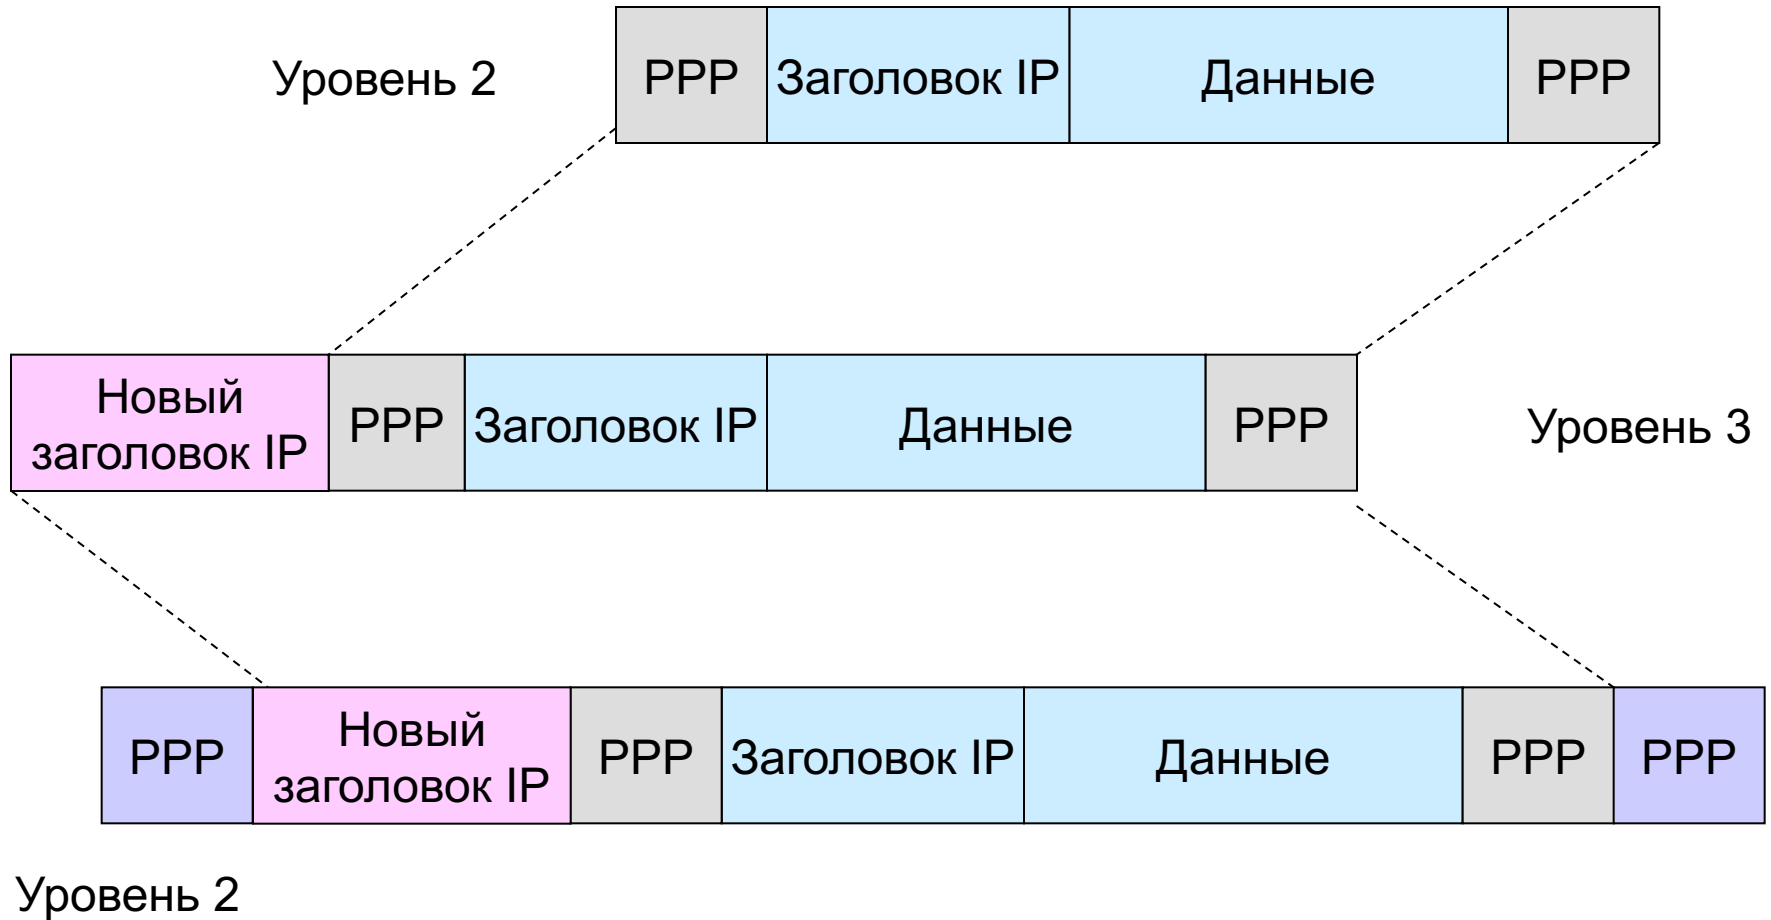 Уровень 2
PPP
Заголовок IP
Данные
PPP
Новый
заголовок IP
PPP
Заголовок IP
Данные
PPP
Уровень 3
PPP
Новый
заголовок IP
PPP
Заголовок IP
Данные
PPP
PPP
Уровень 2